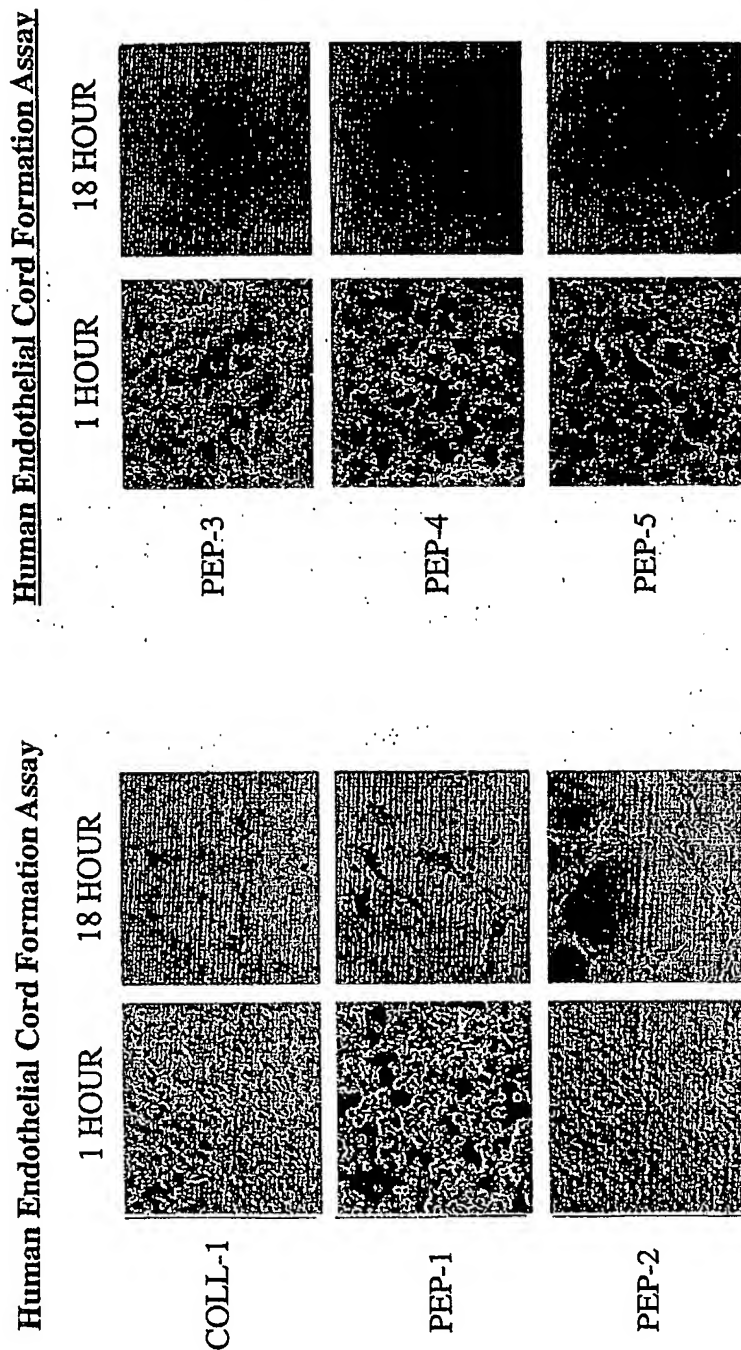 Human Endothelial Cord Formation Assay
1 HOUR 18 HOUR
COLL-1
PEP-1
PEP-2
Human Endothelial Cord Formation Assay
1 HOUR 18 HOUR
PEP-3
PEP-4
PEP-5